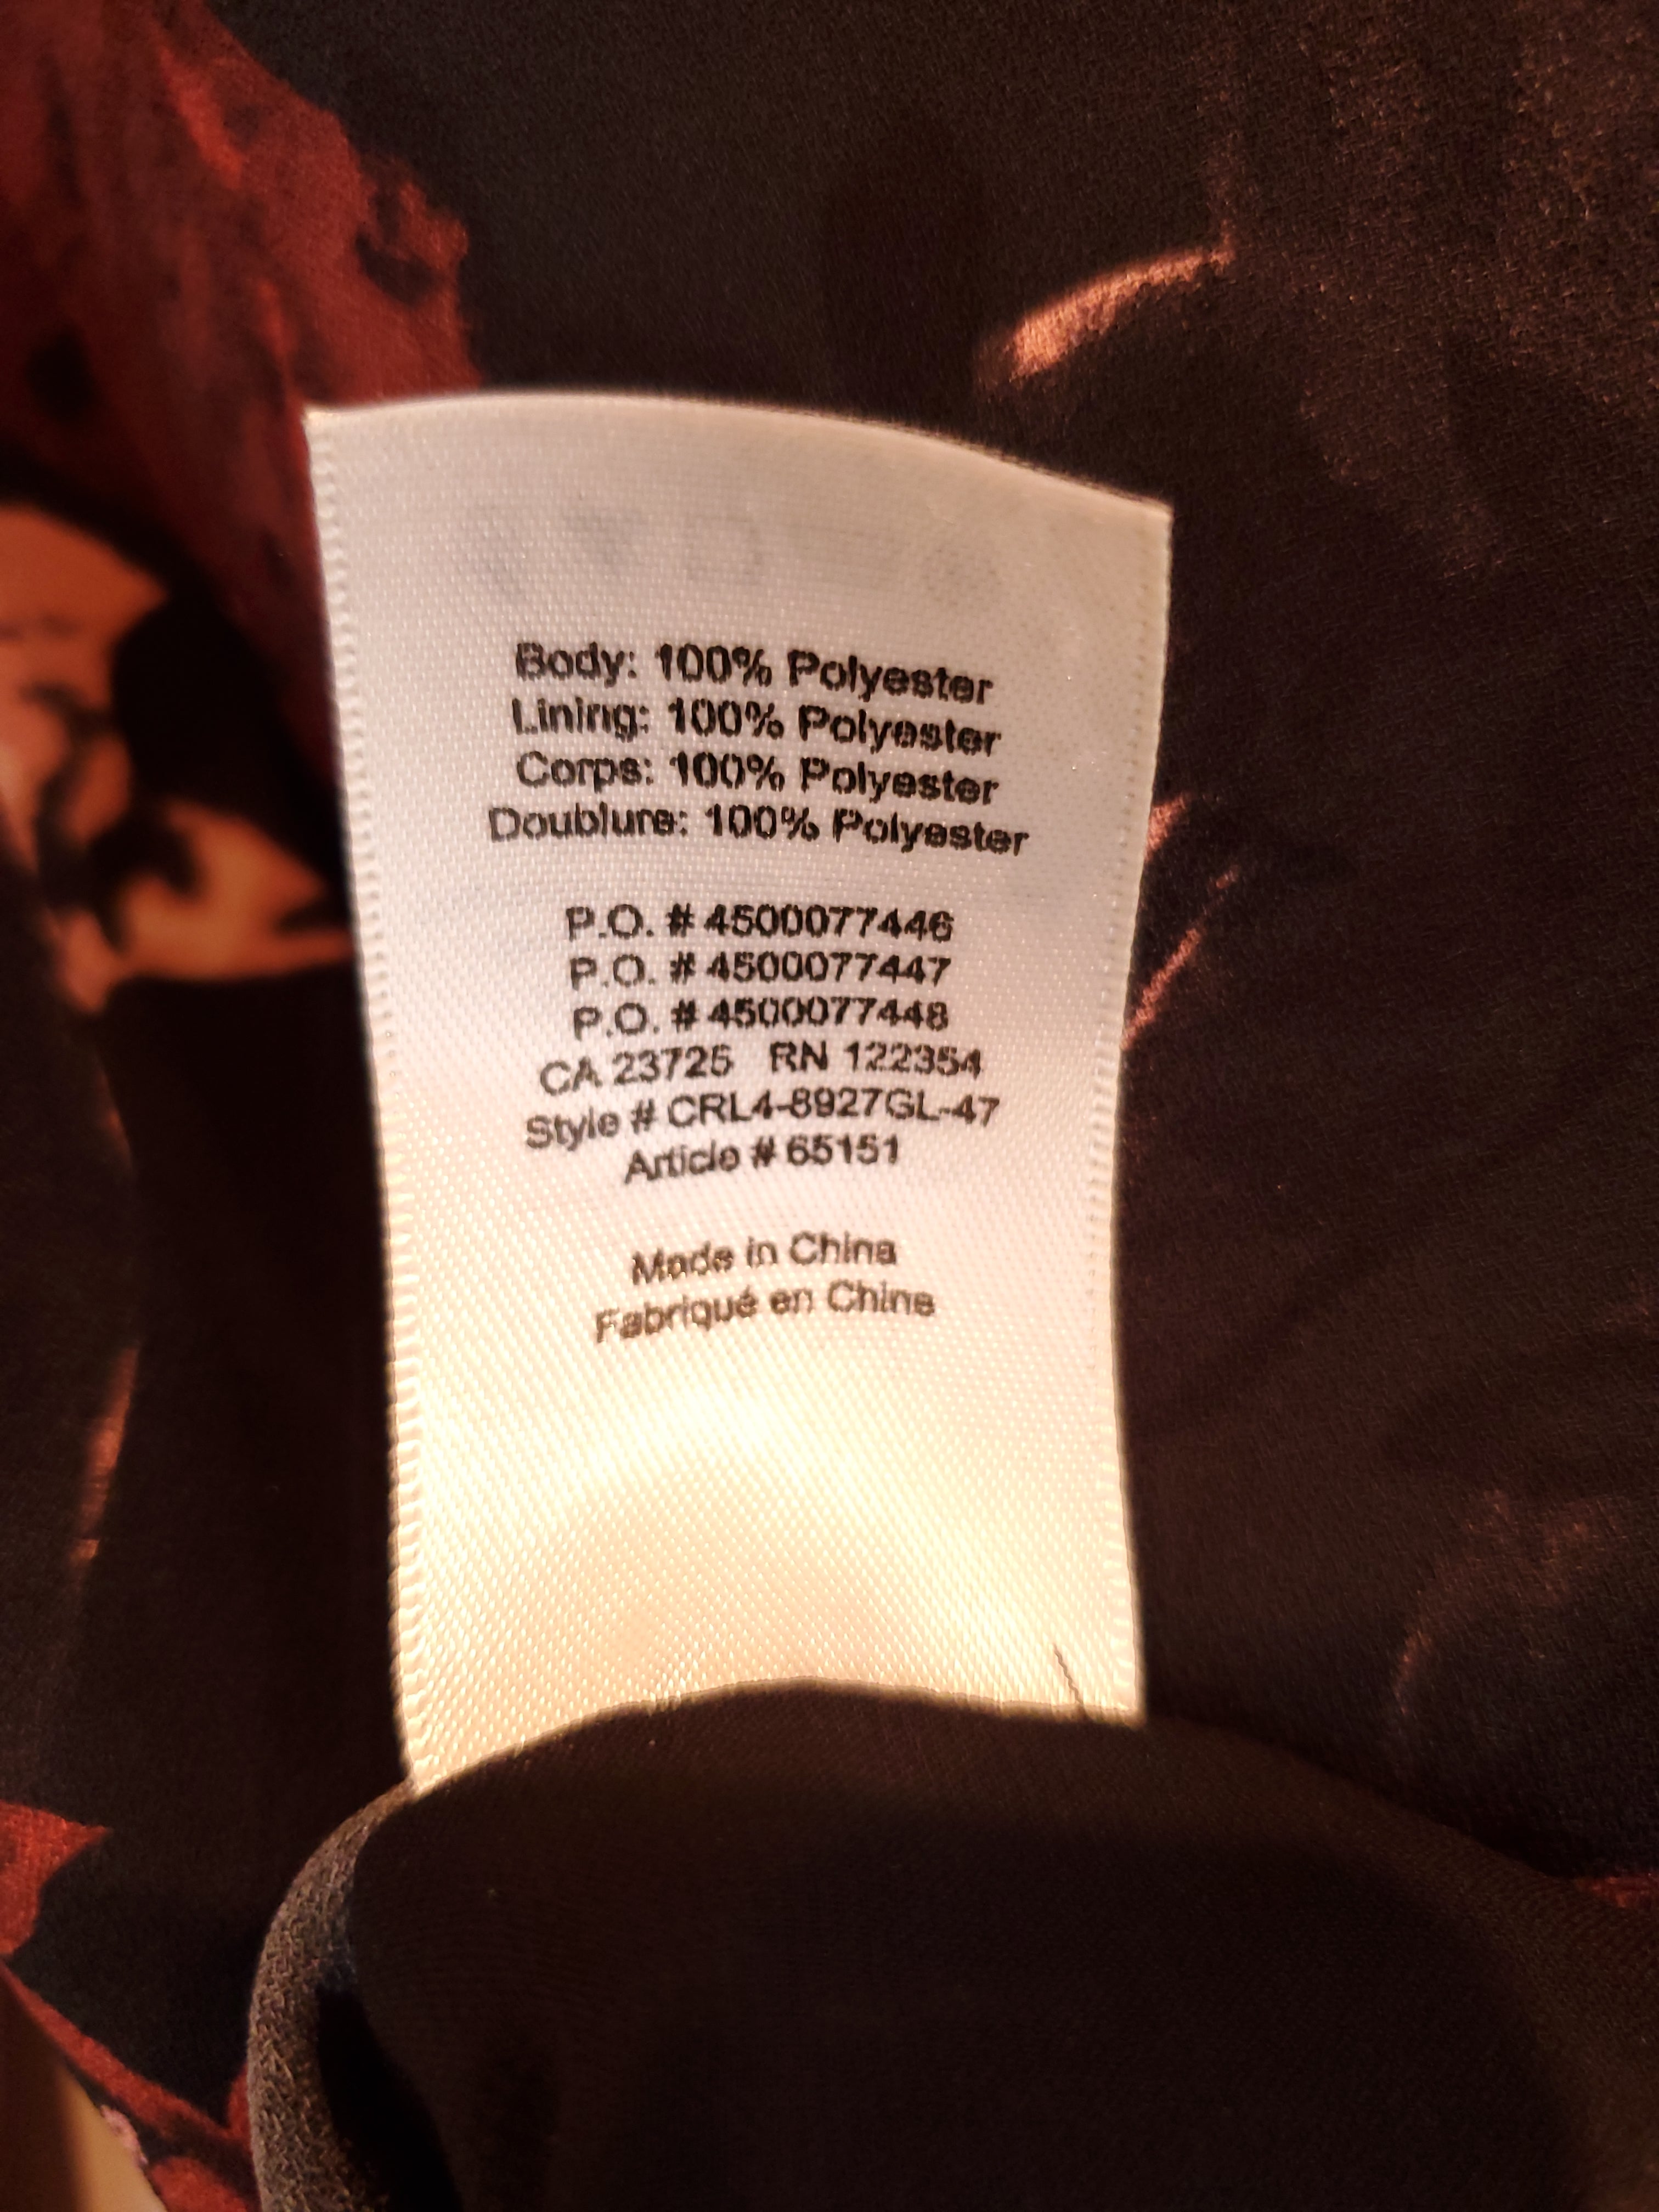 Body: 100% Polyester
Lining: 100% Polyester
Corps: 100% Polyester
Doublure: 100% Polyester
P.O. # 4500077446
P.O. # 4500077447
P.O. # 4500077448
CA 23725 RN 122354
Style # CRL4-8927GL-47
Article # 65151
Made in China
Fabriqué en Chine